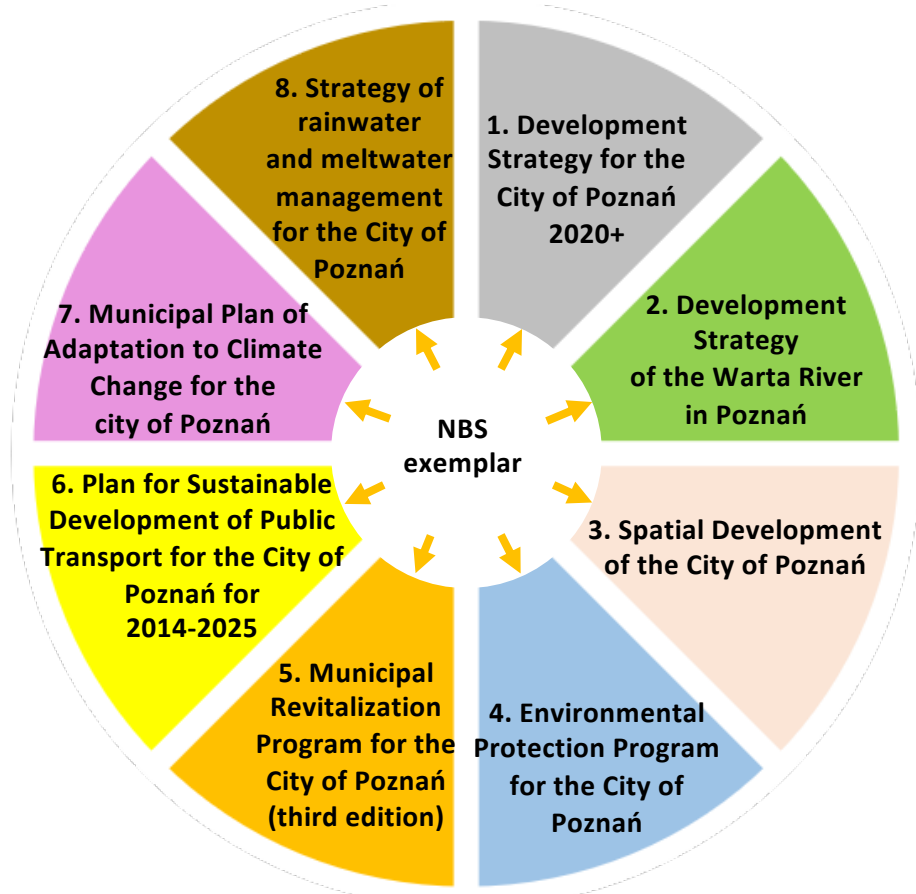 8. Strategy of
rainwater
and meltwater
management
for the City of
Poznań
1. Development
Strategy for the
City of Poznań
2020+
2. Development
Strategy
of the Warta River
in Poznań
3. Spatial Development
of the City of Poznań
4. Environmental
Protection Program
for the City of
Poznań
5. Municipal
Revitalization
Program for the
City of Poznań
(third edition)
6. Plan for Sustainable
Development of Public
Transport for the City of
Poznań for
2014-2025
7. Municipal Plan of
Adaptation to Climate
Change for the
city of Poznań
NBS
exemplar